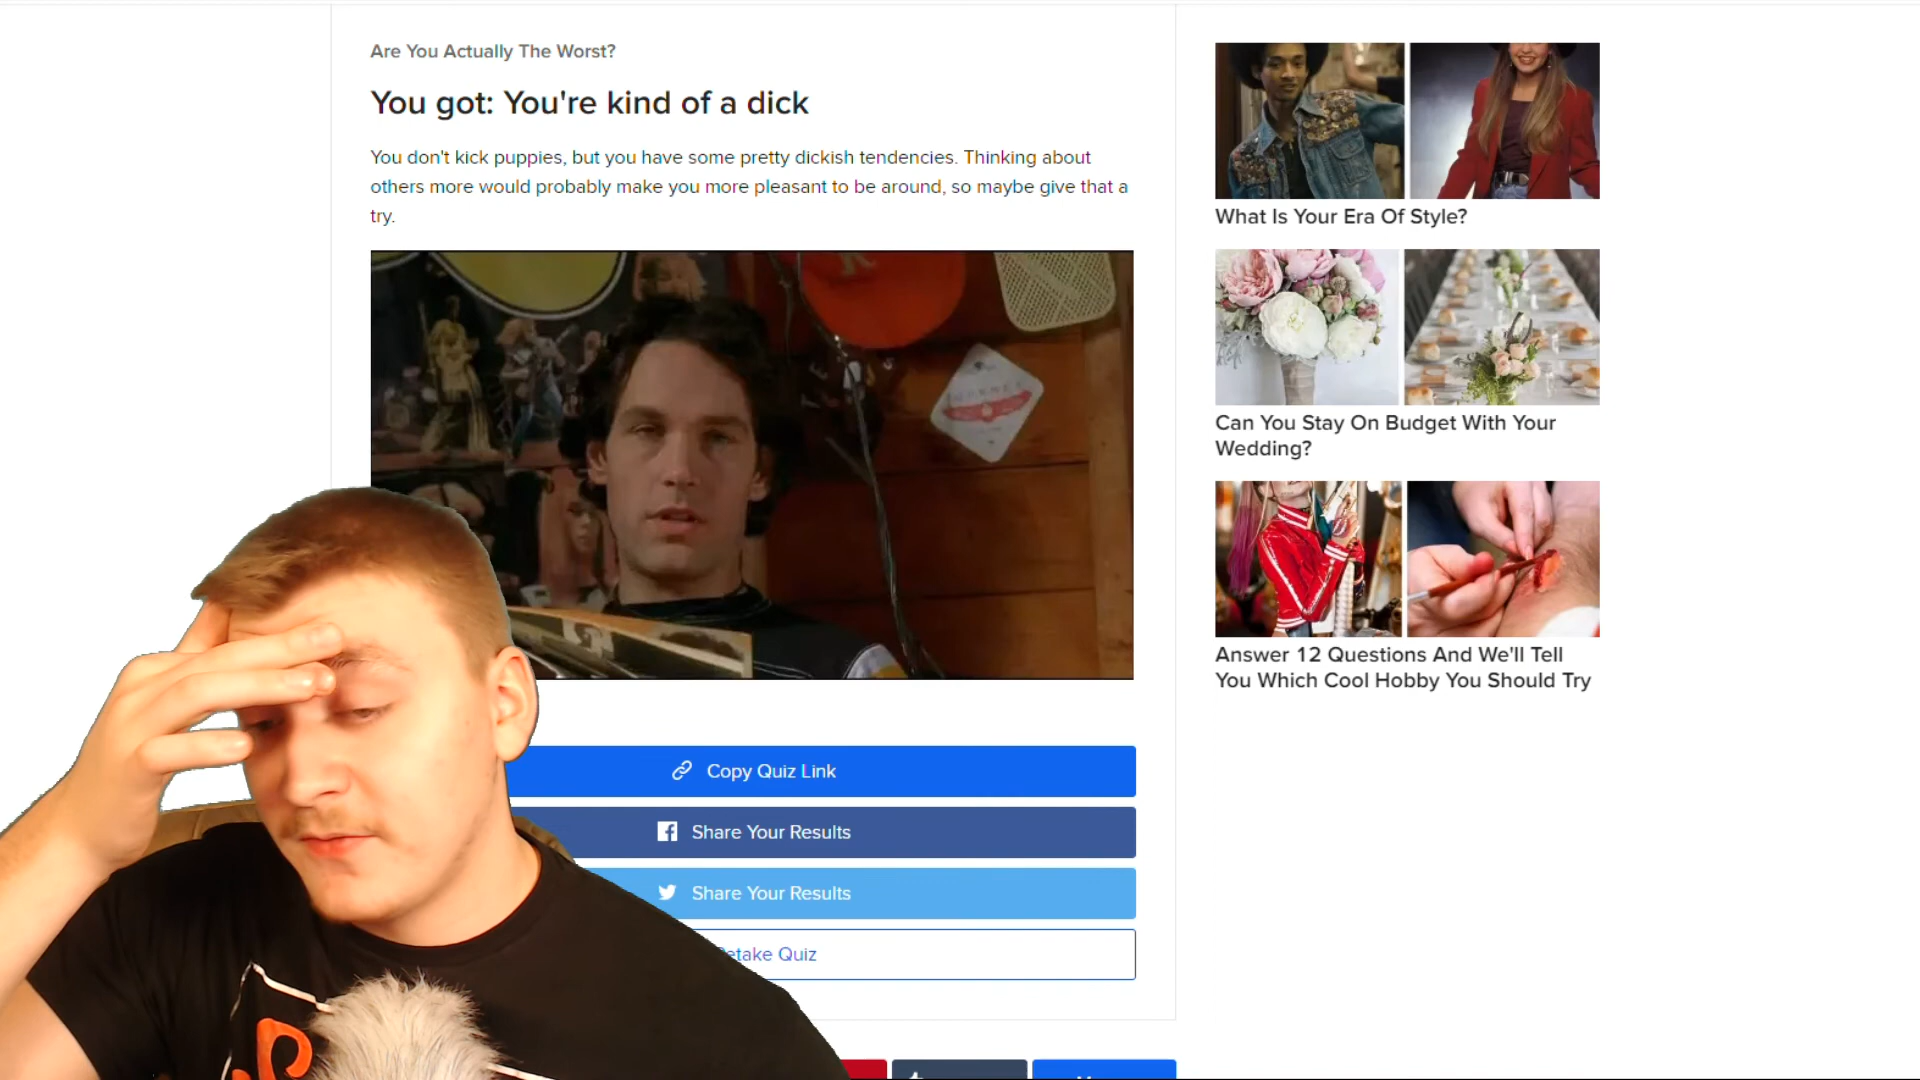 Are You Actually The Worst?
You got: You're kind of a dick
You don't kick puppies, but you have some pretty dickish tendencies. Thinking about
others more would probably make you more pleasant to be around, so maybe give that a
try.
Copy Quiz Link
Share Your Results
Share Your Results
etake Quiz
What Is Your Era Of Style?
Can You Stay On Budget With Your
Wedding?
Answer 12 Questions And We'll Tell
You Which Cool Hobby You Should Try